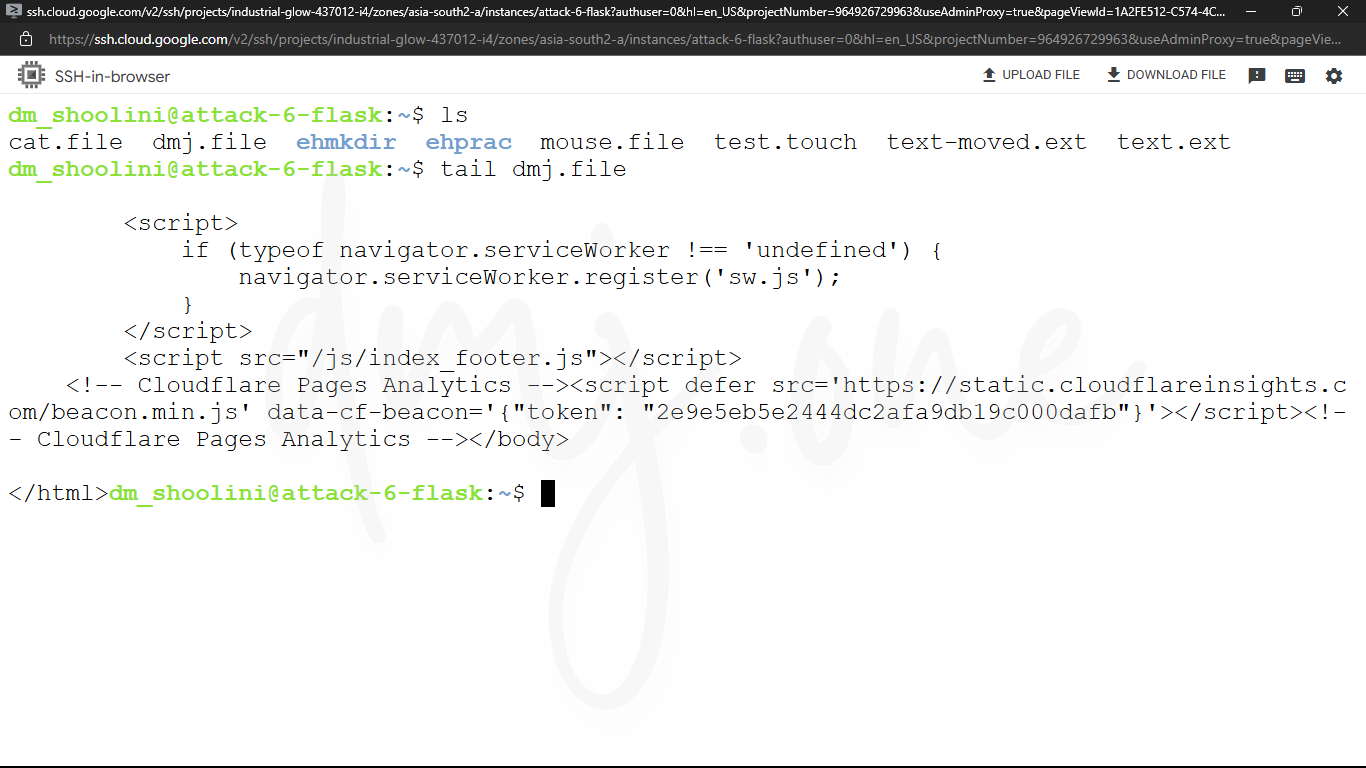 ssh.cloud.google.com/v2/ssh/projects/industrial-glow-437012-i4/zones/asia-south2-a/instances/attack-6-flask?authuser=0&hl=en_US&projectNumber=964926729963&useAdminProxy=true&pageViewId=1A2FE512-C574-4C...
https://ssh.cloud.google.com/v2/ssh/projects/industrial-glow-437012-i4/zones/asia-south2-a/instances/attack-6-flask?authuser=0&hl=en_US&projectNumber=964926729963&useAdminProxy=true&pageVie...
SSH-in-browser UPLOAD FILE DOWNLOAD FILE
dm_shoolini@attack-6-flask:~$ ls
cat.file  dmj.file  ehmkdir  ehprac  mouse.file  test.touch  text-moved.ext  text.ext
dm_shoolini@attack-6-flask:~$ tail dmj.file
        <script>
            if (typeof navigator.serviceWorker !== 'undefined') {
                navigator.serviceWorker.register('sw.js');
            }
        </script>
        <script src="/js/index_footer.js"></script>
    <!-- Cloudflare Pages Analytics --><script defer src='https://static.cloudflareinsights.c
om/beacon.min.js' data-cf-beacon='{"token": "2e9e5eb5e2444dc2afa9db19c000dafb"}'></script><!-
- Cloudflare Pages Analytics --></body>
</html>dm_shoolini@attack-6-flask:~$
dmj.one